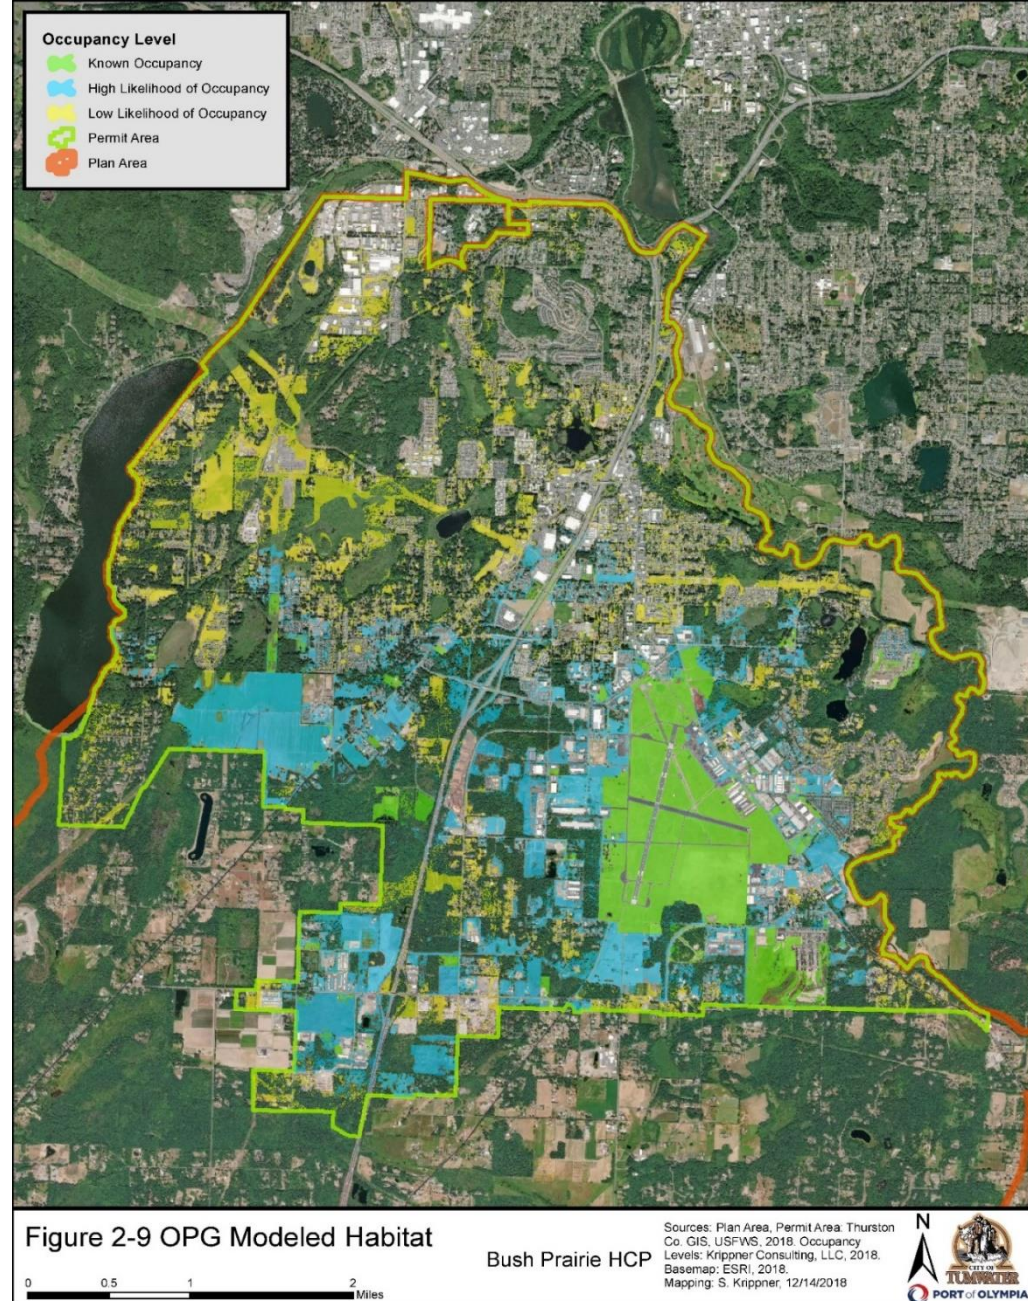 Occupancy Level
Known Occupancy
High Likelihood of Occupancy
Low Likelihood of Occupancy
Permit Area
Plan Area
Figure 2-9 OPG Modeled Habitat
0 0.5 1 2
Miles
Bush Prairie HCP
Sources: Plan Area, Permit Area: Thurston
Co. GIS, USFWS, 2018. Occupancy
Levels: Krippner Consulting, LLC, 2018.
Basemap: ESRI, 2018.
Mapping: S. Krippner, 12/14/2018
N
CITY OF
TUMWATER
PORT of OLYMPIA